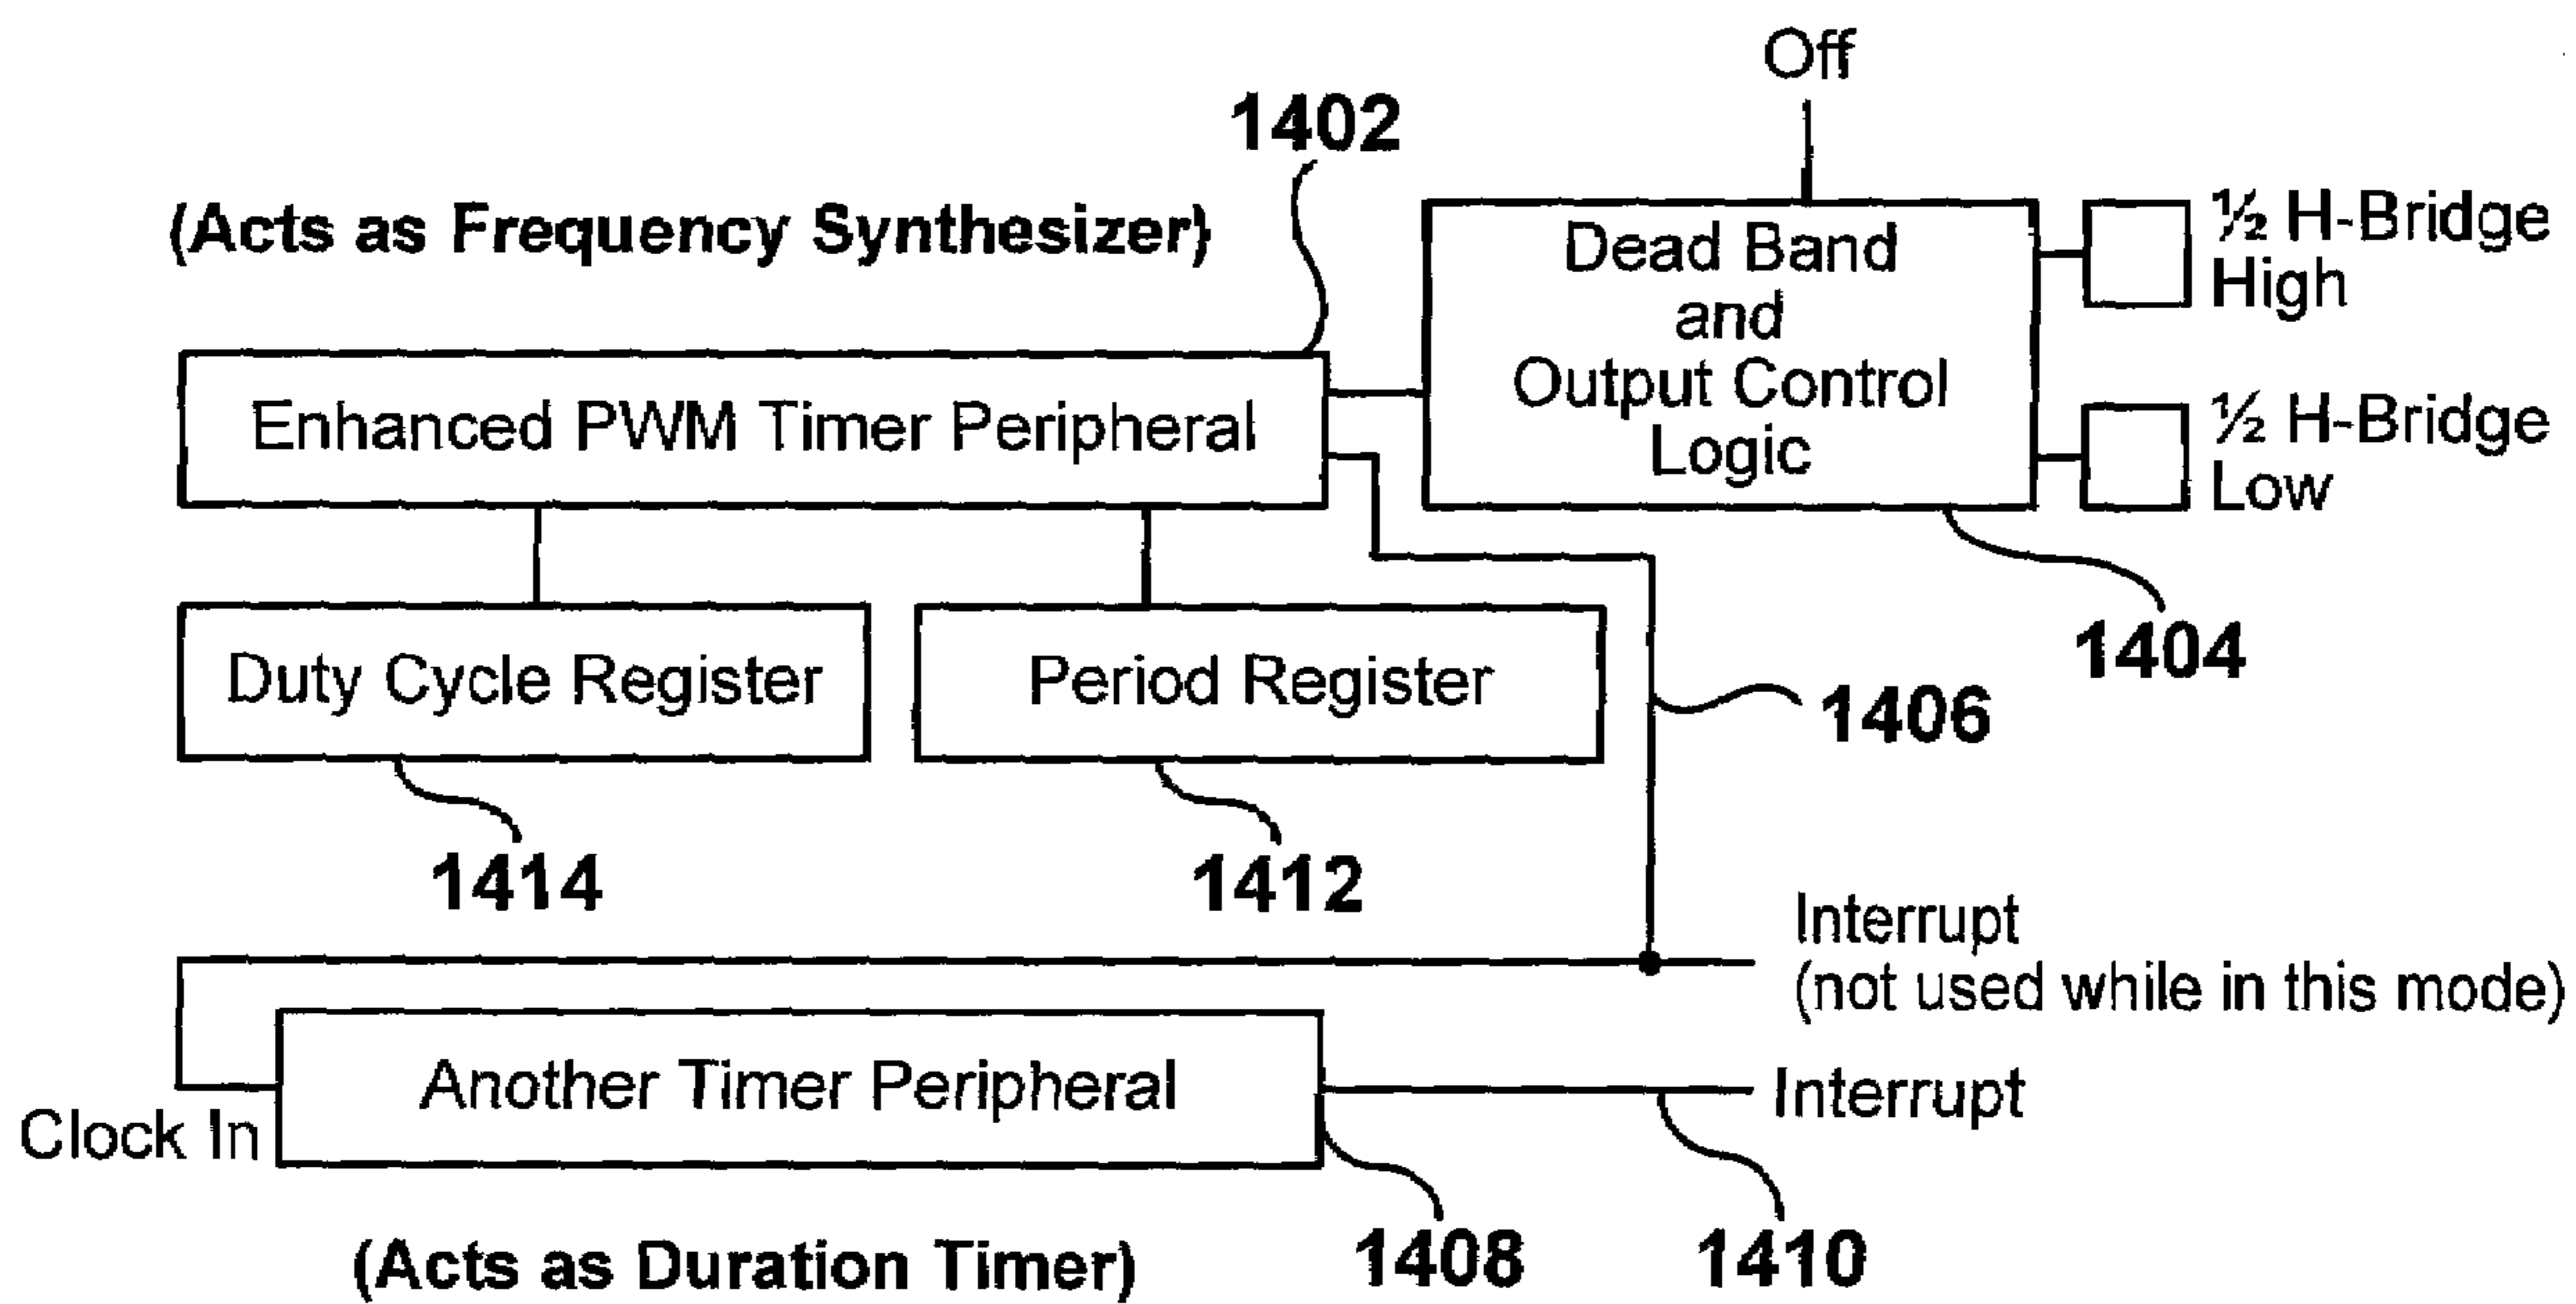 Off
1402
(Acts as Frequency Synthesizer)
Dead Band
and
Output Control
Logic
½ H-Bridge
High
½ H-Bridge
Low
Enhanced PWM Timer Peripheral
1404
Duty Cycle Register
Period Register
1406
1414
1412
Interrupt
(not used while in this mode)
Another Timer Peripheral
Interrupt
Clock In
(Acts as Duration Timer)
1408
1410